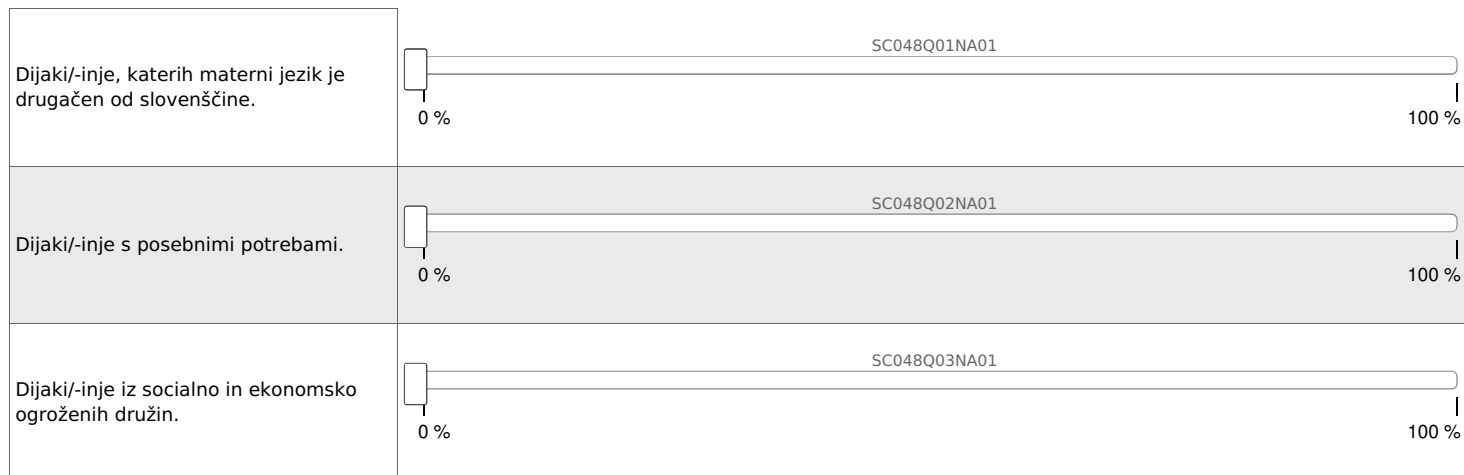 Dijaki/-inje, katerih materni jezik je
drugačen od slovenščine.
SC048Q01NA01
0 %
100 %
Dijaki/-inje s posebnimi potrebami.
SC048Q02NA01
0 %
100 %
Dijaki/-inje iz socialno in ekonomsko
ogroženih družin.
SC048Q03NA01
0 %
100 %